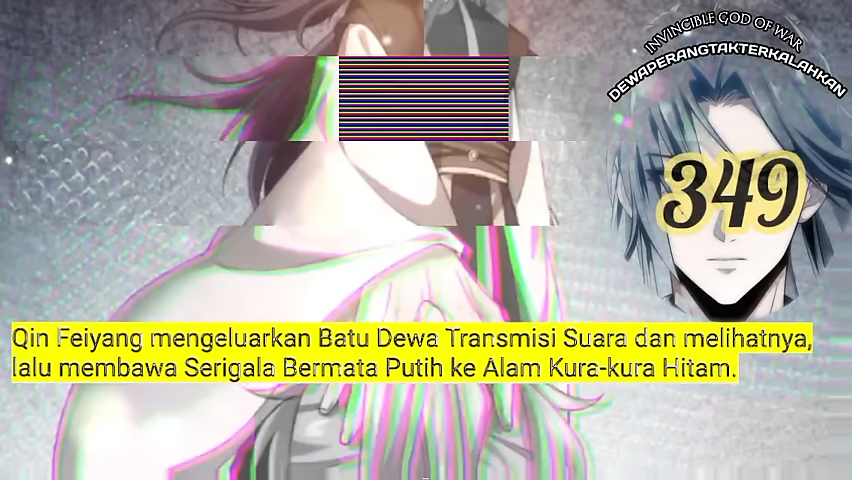 INVINCIBLE GOD OF WAR
DEWAPERANGTAKTERKALAHKAN
349
Qin Feiyang mengeluarkan Batu Dewa Transmisi Suara dan melihatnya,
lalu membawa Serigala Bermata Putih ke Alam Kura-kura Hitam.